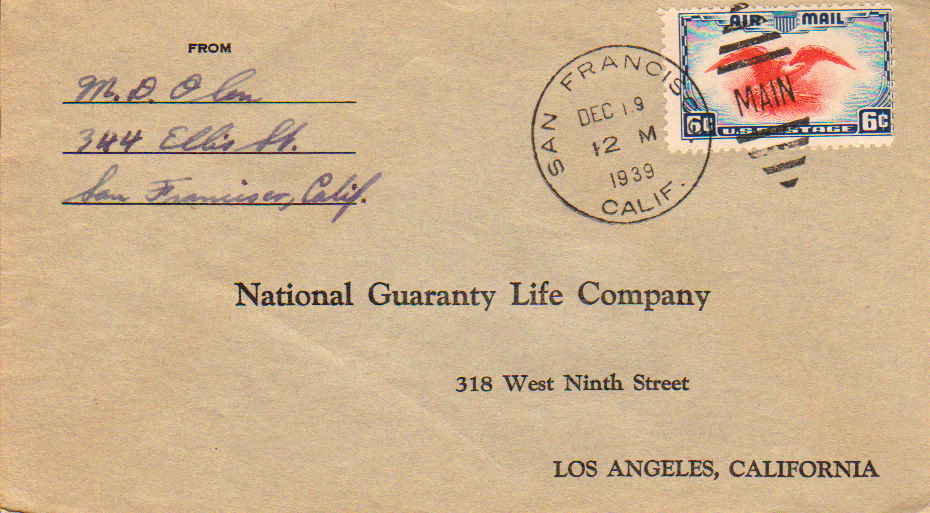 FROM
M. D. Olen
344 Ellis St.
San Francisco, Calif.
AIR MAIL
6¢ U.S. POSTAGE 6¢
MAIN
SAN FRANCISCO
DEC 19
12 M
1939
CALIF.
National Guaranty Life Company
318 West Ninth Street
LOS ANGELES, CALIFORNIA